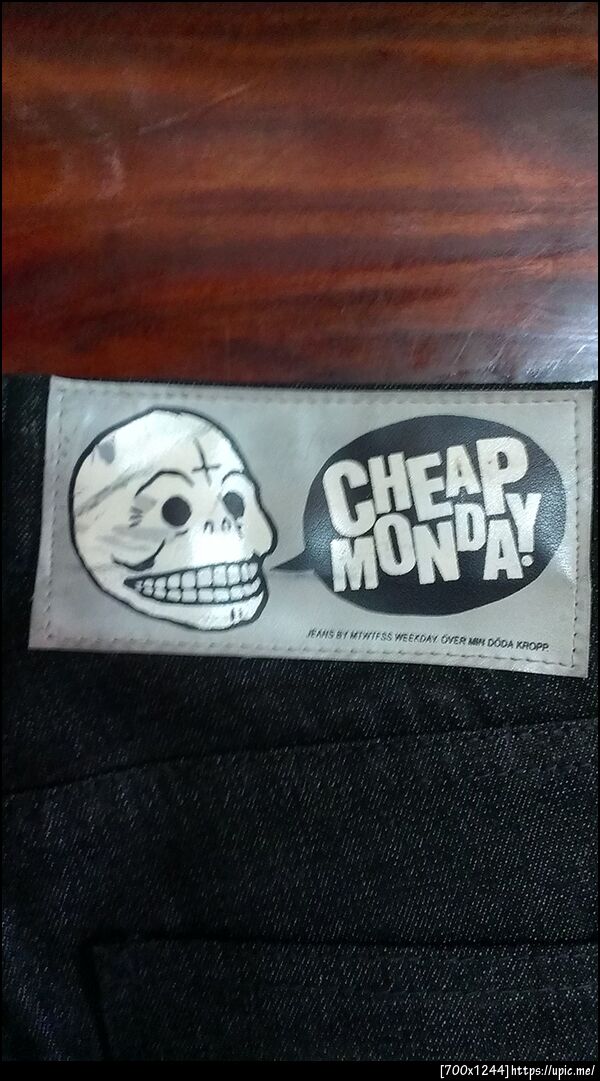 CHEAP
MONDAY!
JEANS BY MTWTFSS WEEKDAY. ÖVER MIN DÖDA KROPP.
[700x1244]https://upic.me/